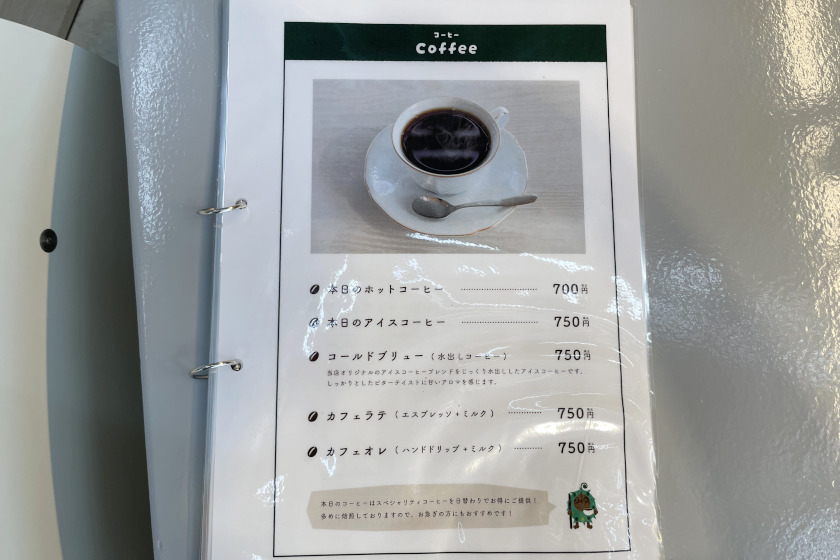 コーヒー
Coffee
本日のホットコーヒー 700円
本日のアイスコーヒー 750円
コールドブリュー（水出しコーヒー） 750円
当店オリジナルのアイスコーヒーブレンドをじっくり水出ししたアイスコーヒーです。
しっかりとしたビターテイストに甘いアロマを感じます。
カフェラテ（エスプレッソ＋ミルク） 750円
カフェオレ（ハンドドリップ＋ミルク） 750円
本日のコーヒーはスペシャリティコーヒーを日替わりでお得にご提供！
多めに焙煎しておりますので、お急ぎの方にもおすすめです！